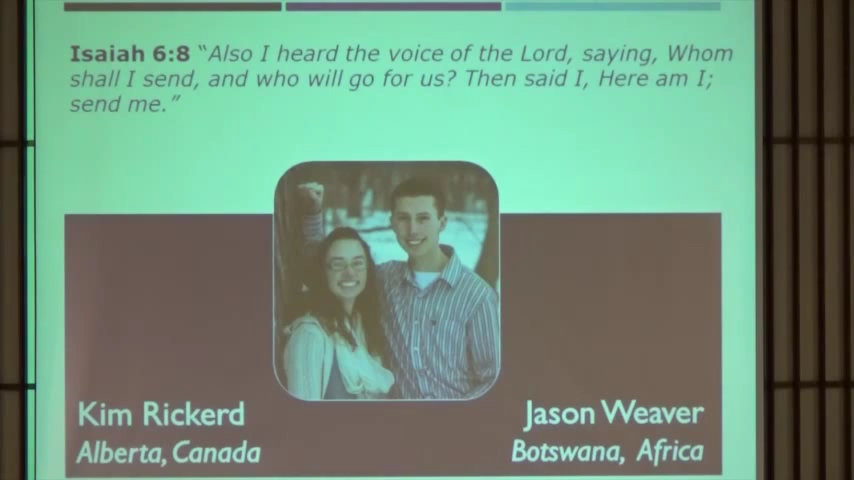 Isaiah 6:8 “Also I heard the voice of the Lord, saying, Whom
shall I send, and who will go for us? Then said I, Here am I;
send me.”
Kim Rickerd
Alberta, Canada
Jason Weaver
Botswana, Africa